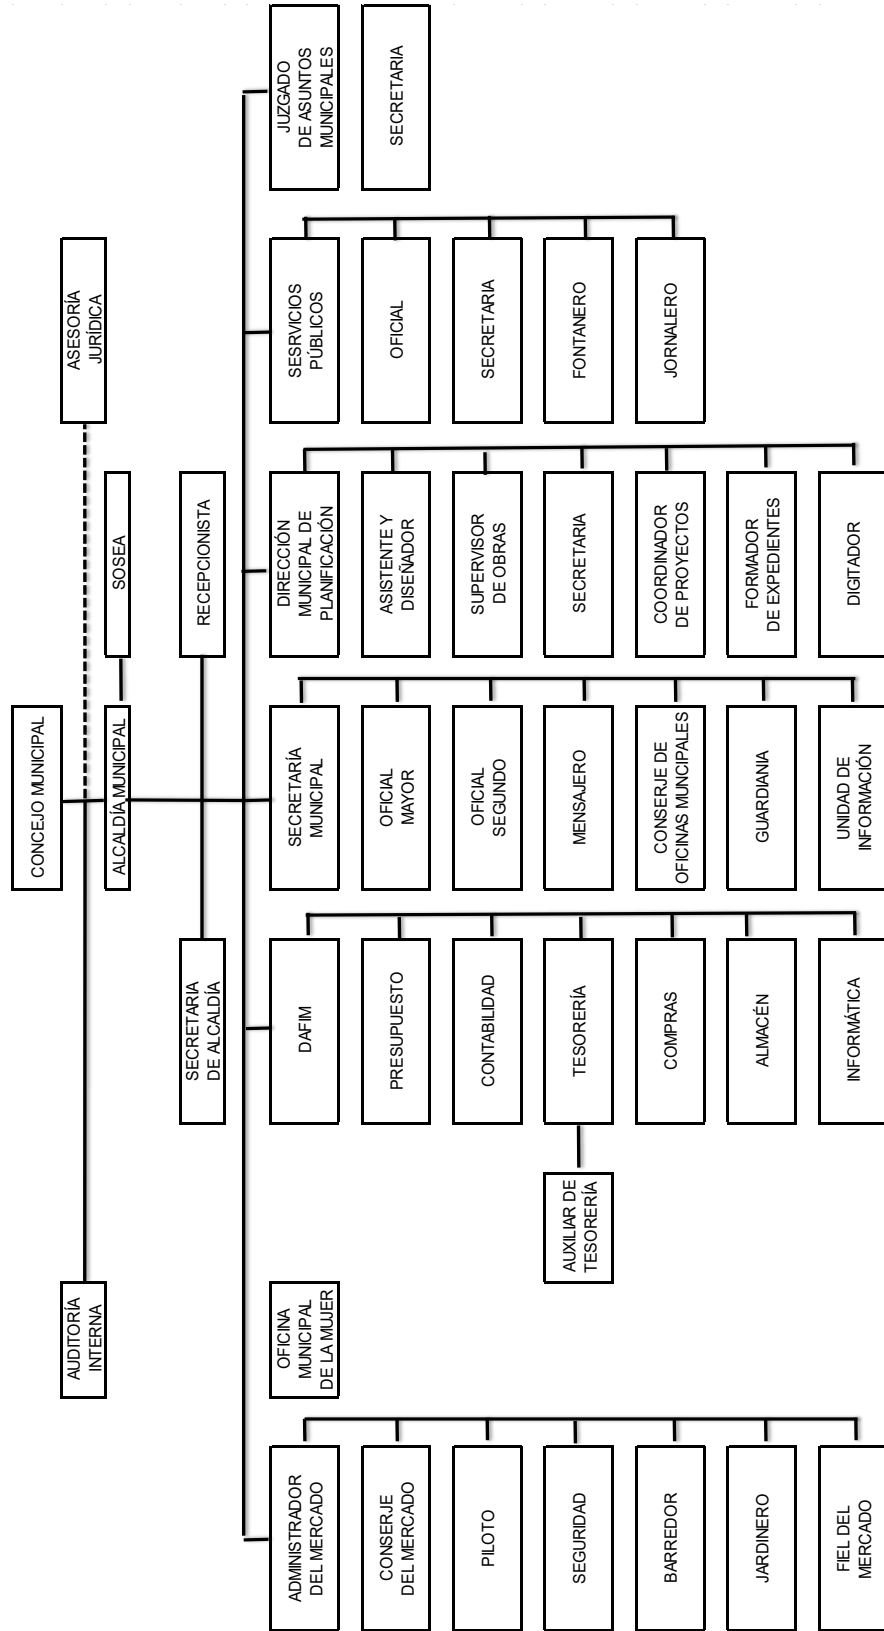 CONCEJO MUNICIPAL
AUDITORÍA
INTERNA
ASESORÍA
JURÍDICA
ALCALDÍA MUNICIPAL
SOSEA
SECRETARIA
DE ALCALDÍA
RECEPCIONISTA
ADMINISTRADOR
DEL MERCADO
CONSERJE
DEL MERCADO
PILOTO
SEGURIDAD
BARREDOR
JARDINERO
FIEL DEL
MERCADO
OFICINA
MUNICIPAL
DE LA MUJER
DAFIM
PRESUPUESTO
CONTABILIDAD
TESORERÍA
AUXILIAR DE
TESORERÍA
COMPRAS
ALMACÉN
INFORMÁTICA
SECRETARÍA
MUNICIPAL
OFICIAL
MAYOR
OFICIAL
SEGUNDO
MENSAJERO
CONSERJE DE
OFICINAS MUNCIPALES
GUARDIANIA
UNIDAD DE
INFORMACIÓN
DIRECCIÓN
MUNICIPAL DE
PLANIFICACIÓN
ASISTENTE Y
DISEÑADOR
SUPERVISOR
DE OBRAS
SECRETARIA
COORDINADOR
DE PROYECTOS
FORMADOR
DE EXPEDIENTES
DIGITADOR
SESRVICIOS
PÚBLICOS
OFICIAL
SECRETARIA
FONTANERO
JORNALERO
JUZGADO
DE ASUNTOS
MUNICIPALES
SECRETARIA